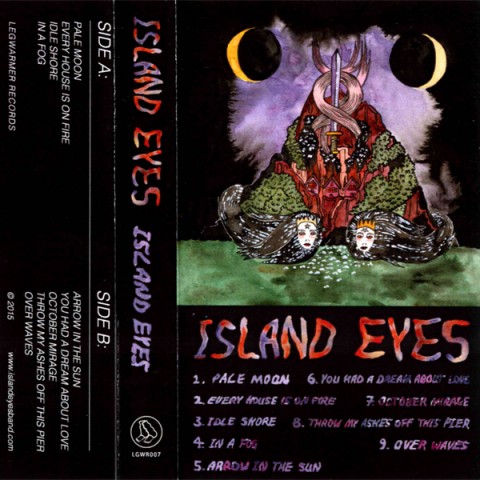 SIDE A:
PALE MOON
EVERY HOUSE IS ON FIRE
IDLE SHORE
IN A FOG
LEGWARMER RECORDS
SIDE B:
ARROW IN THE SUN
YOU HAD A DREAM ABOUT LOVE
OCTOBER MIRAGE
THROW MY ASHES OFF THIS PIER
OVER WAVES
© 2015 www.islandeyesband.com
ISLAND EYES ISLAND EYES
LGWR007
ISLAND EYES
1. PALE MOON 6. YOU HAD A DREAM ABOUT LOVE
2. EVERY HOUSE IS ON FIRE 7. OCTOBER MIRAGE
3. IDLE SHORE 8. THROW MY ASHES OFF THIS PIER
4. IN A FOG 9. OVER WAVES
5. ARROW IN THE SUN